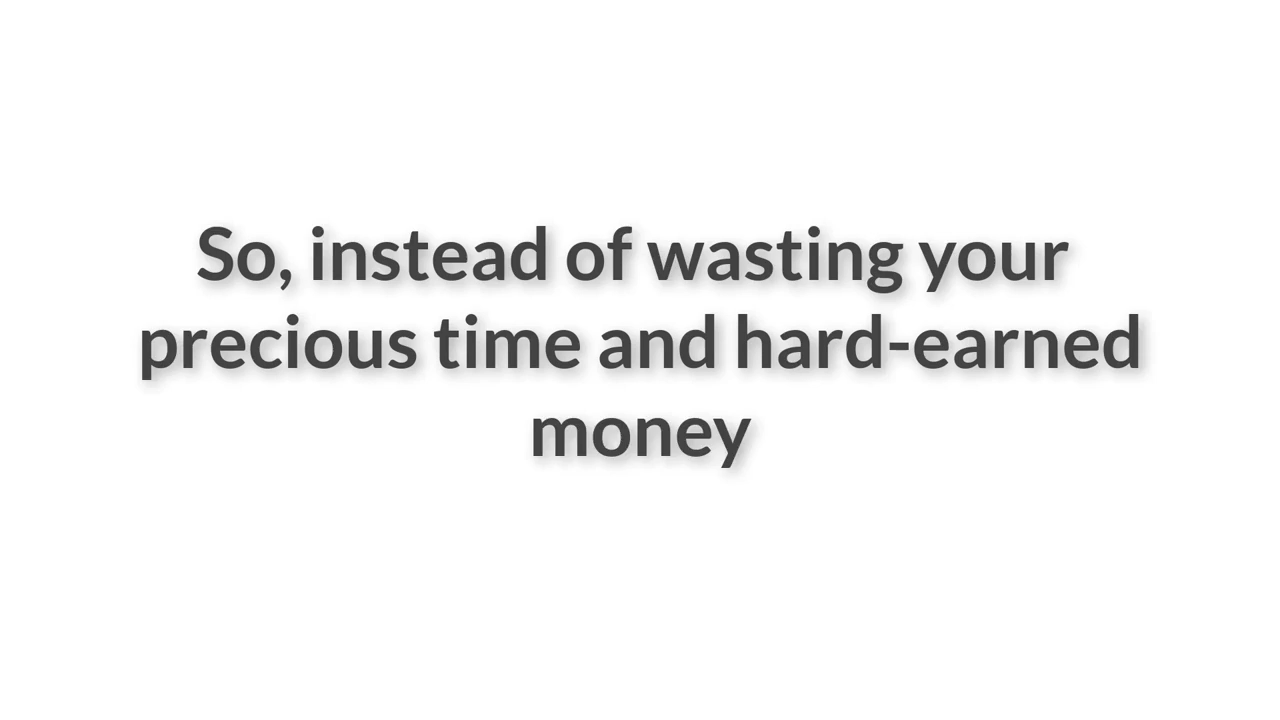 So, instead of wasting your
precious time and hard-earned
money